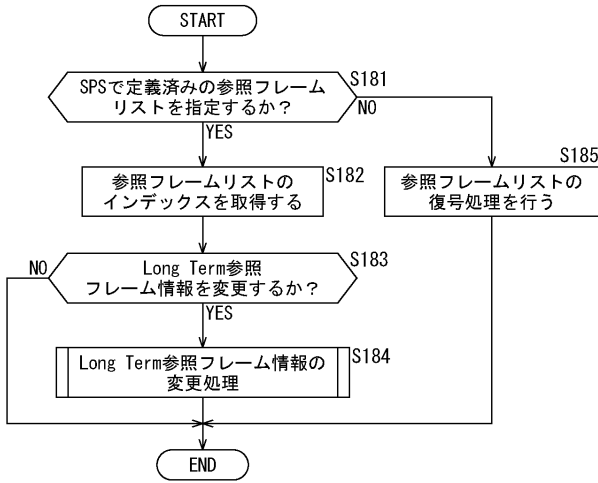 START
SPSで定義済みの参照フレーム
リストを指定するか？
S181
NO
YES
参照フレームリストの
インデックスを取得する
S182
参照フレームリストの
復号処理を行う
S185
Long Term参照
フレーム情報を変更するか？
S183
NO
YES
Long Term参照フレーム情報の
変更処理
S184
END